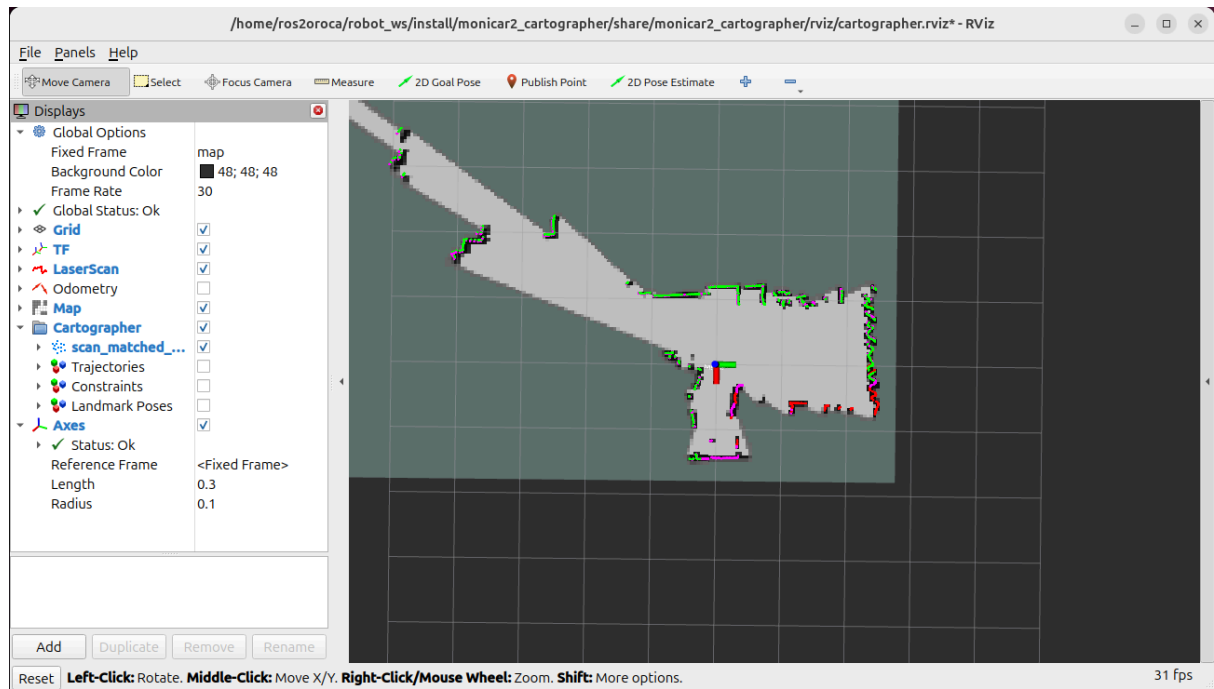 /home/ros2oroca/robot_ws/install/monicar2_cartographer/share/monicar2_cartographer/rviz/cartographer.rviz* - RViz
File Panels Help
Move Camera Select Focus Camera Measure 2D Goal Pose Publish Point 2D Pose Estimate
Displays
Global Options
Fixed Frame map
Background Color 48; 48; 48
Frame Rate 30
Global Status: Ok
Grid
TF
LaserScan
Odometry
Map
Cartographer
scan_matched_...
Trajectories
Constraints
Landmark Poses
Axes
Status: Ok
Reference Frame <Fixed Frame>
Length 0.3
Radius 0.1
Add Duplicate Remove Rename
Reset Left-Click: Rotate. Middle-Click: Move X/Y. Right-Click/Mouse Wheel: Zoom. Shift: More options. 31 fps